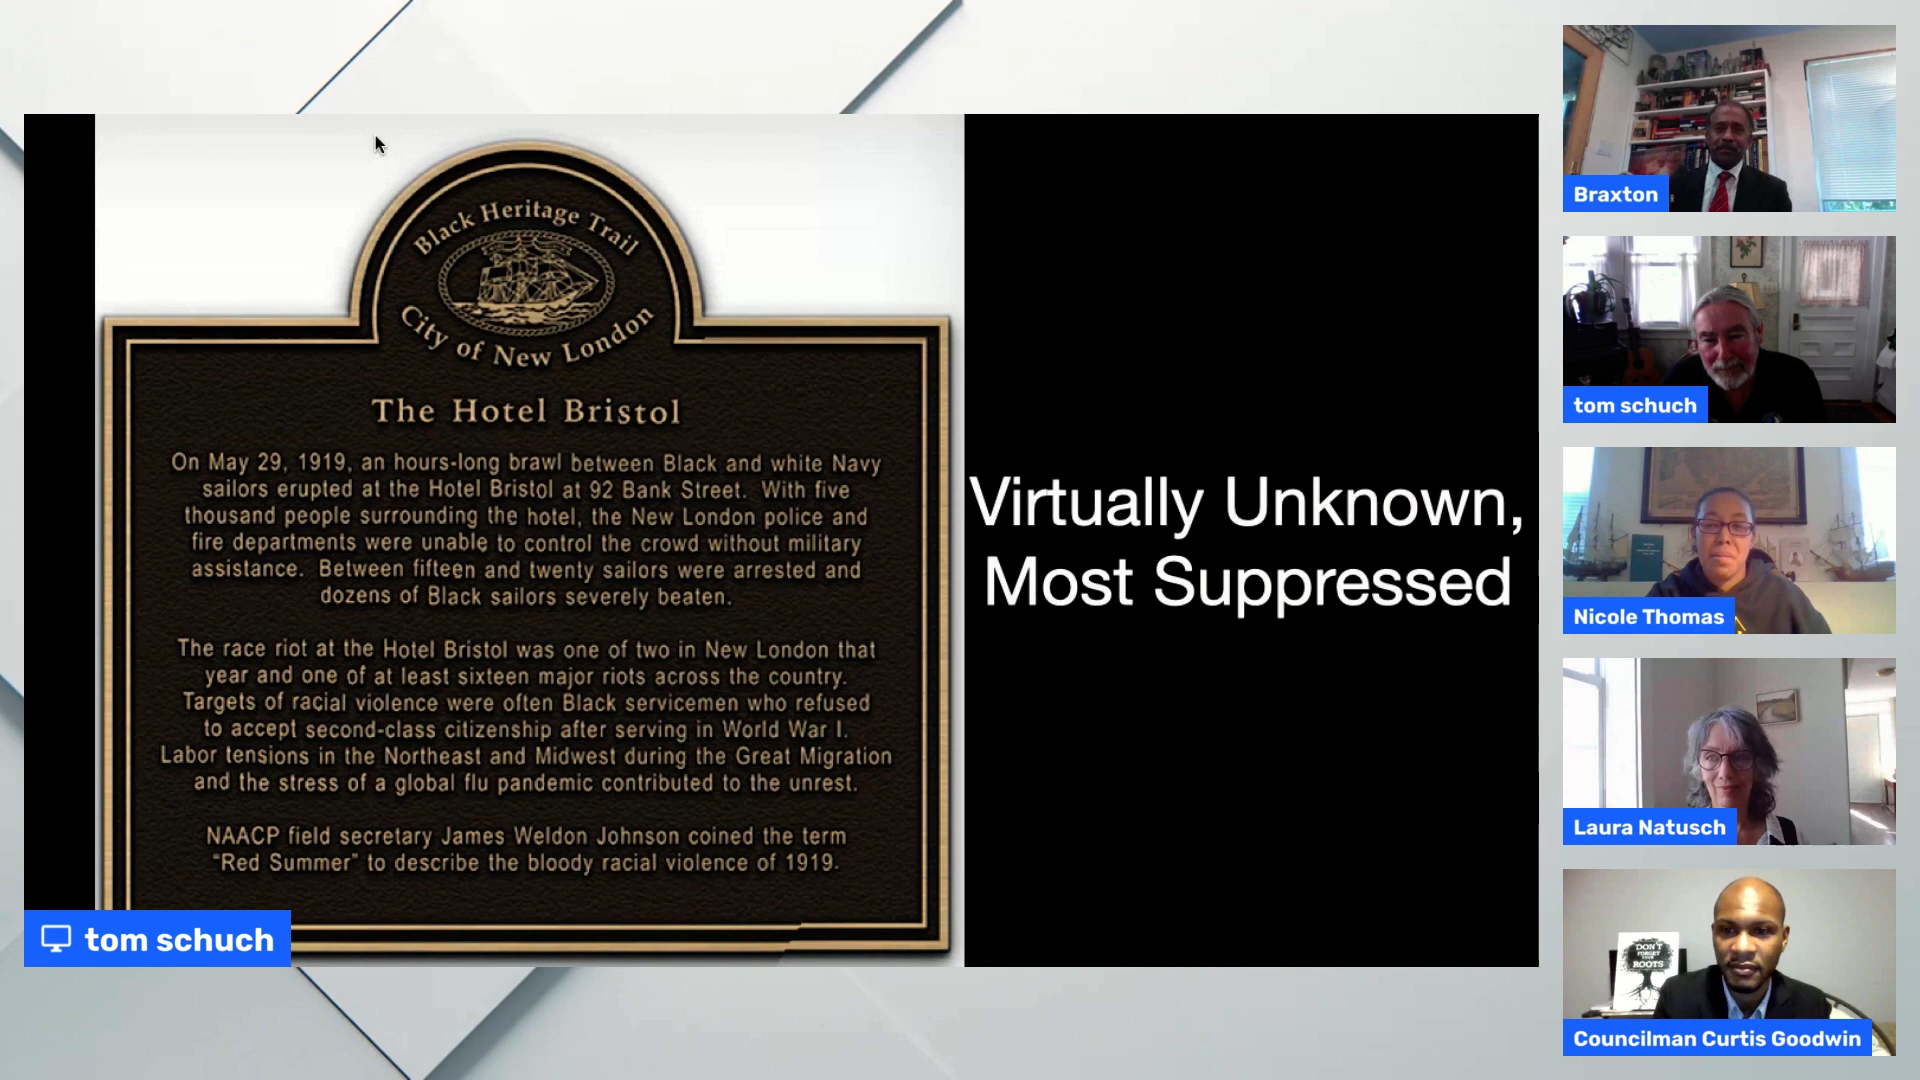 Black Heritage Trail
City of New London
The Hotel Bristol
On May 29, 1919, an hours-long brawl between Black and white Navy
sailors erupted at the Hotel Bristol at 92 Bank Street. With five
thousand people surrounding the hotel, the New London police and
fire departments were unable to control the crowd without military
assistance. Between fifteen and twenty sailors were arrested and
dozens of Black sailors severely beaten.
The race riot at the Hotel Bristol was one of two in New London that
year and one of at least sixteen major riots across the country.
Targets of racial violence were often Black servicemen who refused
to accept second-class citizenship after serving in World War I.
Labor tensions in the Northeast and Midwest during the Great Migration
and the stress of a global flu pandemic contributed to the unrest.
NAACP field secretary James Weldon Johnson coined the term
“Red Summer” to describe the bloody racial violence of 1919.
tom schuch
Virtually Unknown,
Most Suppressed
Braxton
tom schuch
Nicole Thomas
Laura Natusch
DON'T
FORGET
YOUR
ROOTS
Councilman Curtis Goodwin